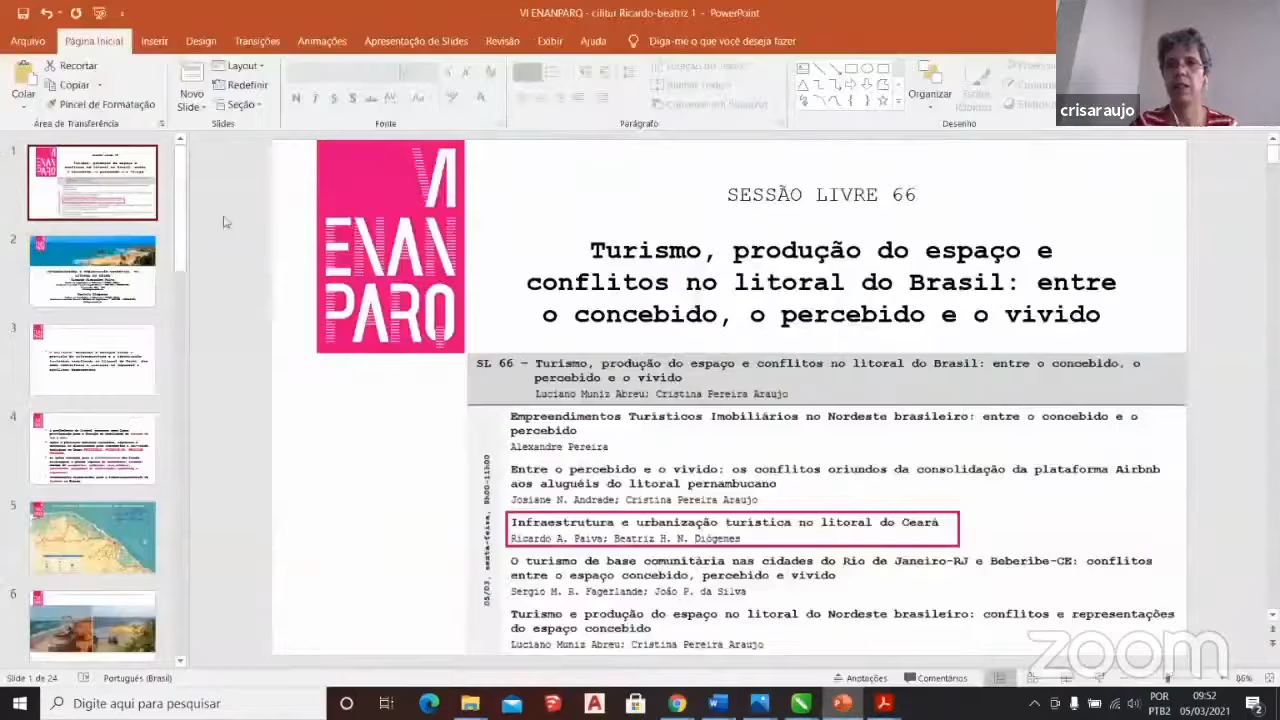 VI ENANPARQ - cilitur Ricardo-beatriz 1 - PowerPoint
Arquivo Página Inicial Inserir Design Transições Animações Apresentação de Slides Revisão Exibir Ajuda Diga-me o que você deseja fazer
Recortar
Copiar
Pincel de Formatação
Colar
Área de Transferência
Novo
Slide
Layout
Redefinir
Seção
Slides
N I S
Fonte
Parágrafo
Organizar
Estilos
Rápidos
Desenho
crisaraujo
1
2
3
4
5
6
VI
ENAN
PARQ
SESSÃO LIVRE 66
Turismo, produção do espaço e
conflitos no litoral do Brasil: entre
o concebido, o percebido e o vivido
SL 66 - Turismo, produção do espaço e conflitos no litoral do Brasil: entre o concebido, o
percebido e o vivido
Luciano Muniz Abreu; Cristina Pereira Araujo
Empreendimentos Turísticos Imobiliários no Nordeste brasileiro: entre o concebido e o
percebido
Alexandre Pereira
Entre o percebido e o vivido: os conflitos oriundos da consolidação da plataforma Airbnb
aos aluguéis do litoral pernambucano
Josiane N. Andrade; Cristina Pereira Araujo
Infraestrutura e urbanização turística no litoral do Ceará
Ricardo A. Paiva; Beatriz H. N. Diógenes
O turismo de base comunitária nas cidades do Rio de Janeiro-RJ e Beberibe-CE: conflitos
entre o espaço concebido, percebido e vivido
Sergio M. R. Fagerlande; João P. da Silva
Turismo e produção do espaço no litoral do Nordeste brasileiro: conflitos e representações
do espaço concebido
Luciano Muniz Abreu; Cristina Pereira Araujo
zoom
Slide 1 de 24 Português (Brasil) Anotações Comentários 86%
Digite aqui para pesquisar
POR
PTB2
09:52
05/03/2021
2